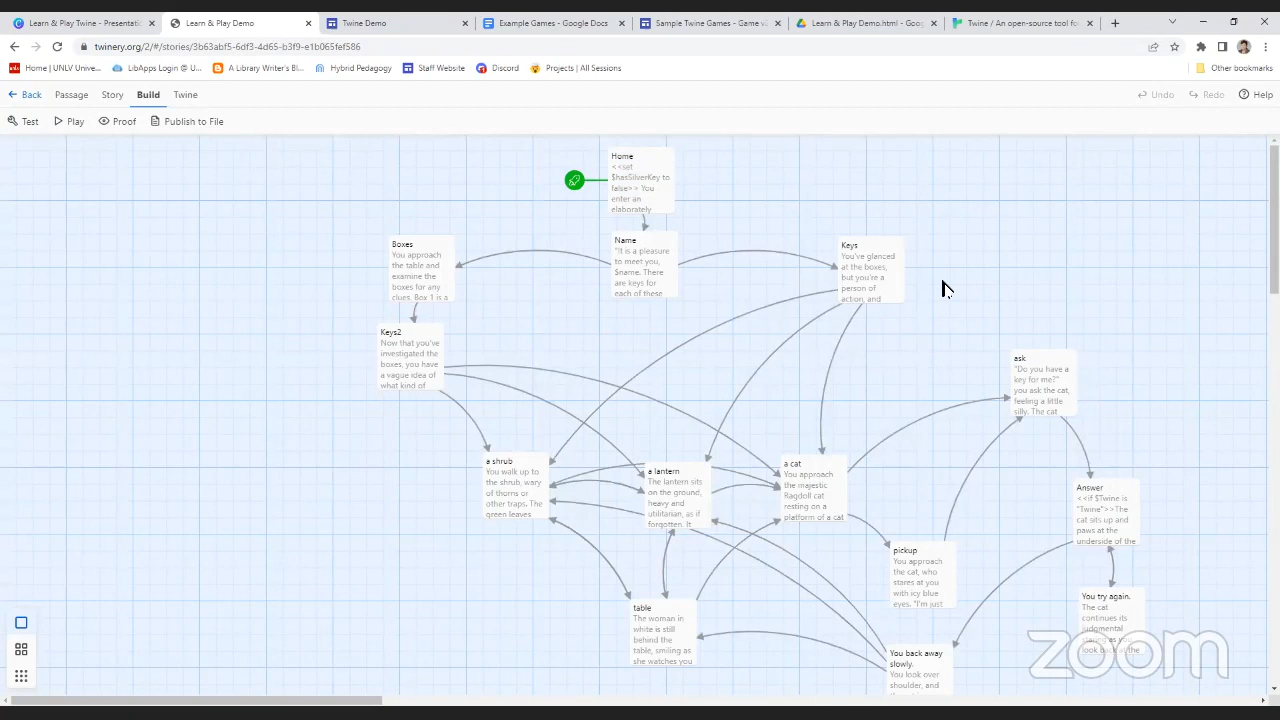 Learn & Play Twine - Presentati
Learn & Play Demo
Twine Demo
Example Games - Google Docs
Sample Twine Games - Game v:
Learn & Play Demo.html - Goog
Twine / An open-source tool fo
twinery.org/2/#/stories/3b63abf5-6df3-4d65-b3f9-e1b065fef586
Home | UNLV Unive...
LibApps Login @ U...
A Library Writer's Bl...
Hybrid Pedagogy
Staff Website
Discord
Projects | All Sessions
Other bookmarks
Back
Passage
Story
Build
Twine
Undo
Redo
Help
Test
Play
Proof
Publish to File
Home
<<set
$hasSilverKey to
false>> You
enter an
elaborately
Name
"It is a pleasure
to meet you,
$name. There
are keys for
each of these
Boxes
You approach
the table and
examine the
boxes for any
clues. Box 1 is a
Keys
You've glanced
at the boxes,
but you're a
person of
action, and
Keys2
Now that you've
investigated the
boxes, you have
a vague idea of
what kind of
ask
"Do you have a
key for me?"
you ask the cat,
feeling a little
silly. The cat
a shrub
You walk up to
the shrub, wary
of thorns or
other traps. The
green leaves
a lantern
The lantern sits
on the ground,
heavy and
utilitarian, as if
forgotten. It
a cat
You approach
the majestic
Ragdoll cat
resting on a
platform of a cat
Answer
<<if $Twine is
"Twine">>The
cat sits up and
paws at the
underside of the
pickup
You approach
the cat, who
stares at you
with icy blue
eyes. "I'm just
You try again.
The cat
continues its
judgmental
table
The woman in
white is still
behind the
table, smiling as
she watches you
You back away
slowly.
You look over
shoulder, and
zoom